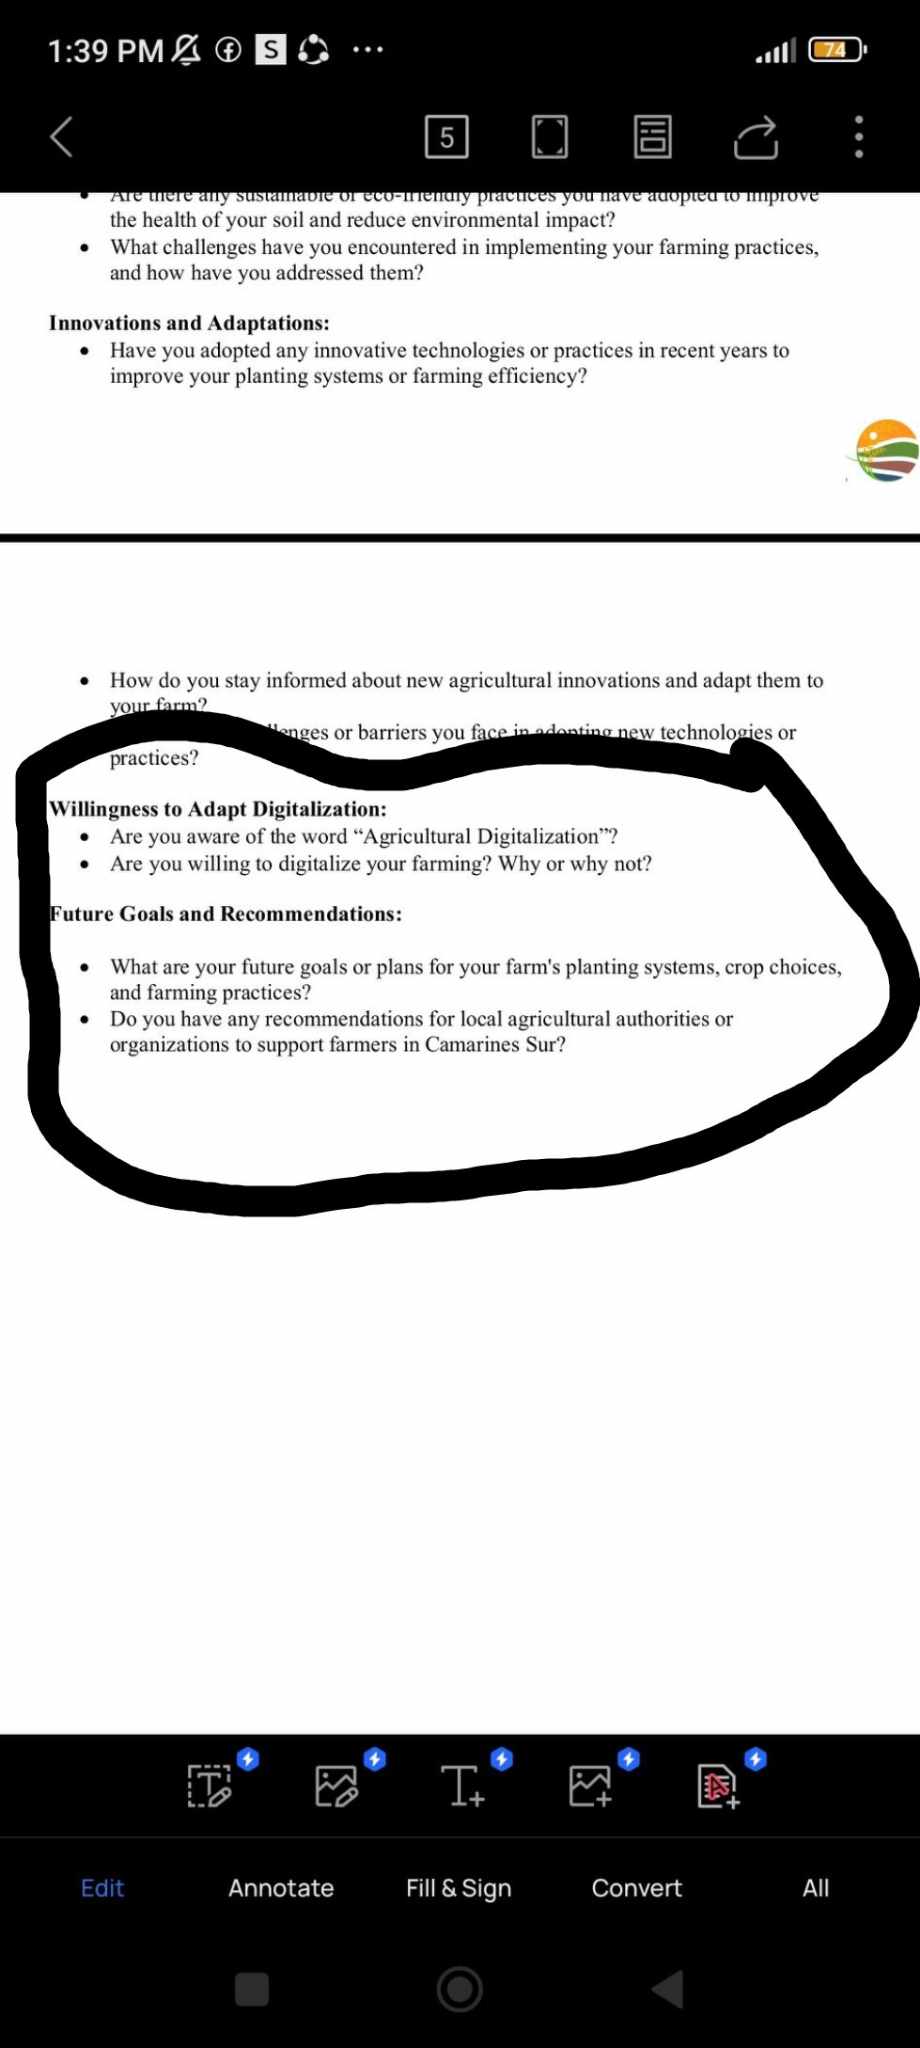 1:39 PM S ... 74
5
Are there any sustainable or eco-friendly practices you have adopted to improve
the health of your soil and reduce environmental impact?
• What challenges have you encountered in implementing your farming practices,
and how have you addressed them?
Innovations and Adaptations:
• Have you adopted any innovative technologies or practices in recent years to
improve your planting systems or farming efficiency?
• How do you stay informed about new agricultural innovations and adapt them to
your farm?
or barriers you face in adopting new technologies or
practices?
Willingness to Adapt Digitalization:
• Are you aware of the word “Agricultural Digitalization”?
• Are you willing to digitalize your farming? Why or why not?
Future Goals and Recommendations:
• What are your future goals or plans for your farm's planting systems, crop choices,
and farming practices?
• Do you have any recommendations for local agricultural authorities or
organizations to support farmers in Camarines Sur?
Edit Annotate Fill & Sign Convert All